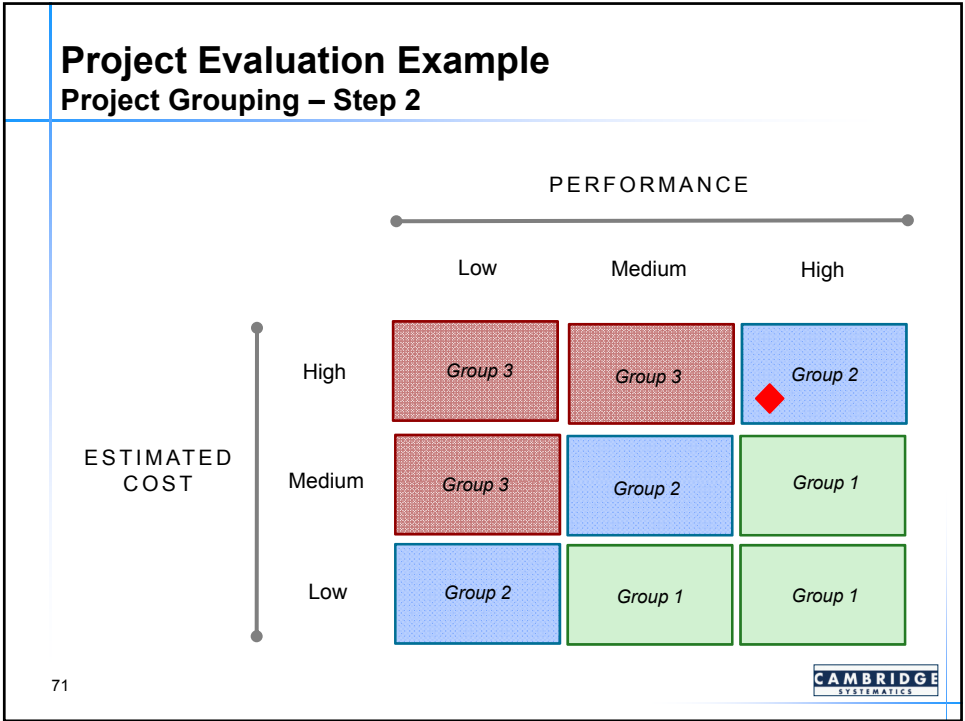 Project Evaluation Example
Project Grouping – Step 2
PERFORMANCE
Low Medium High
High Group 3 Group 3 Group 2
ESTIMATED
COST
Medium Group 3 Group 2 Group 1
Low Group 2 Group 1 Group 1
71
CAMBRIDGE
SYSTEMATICS